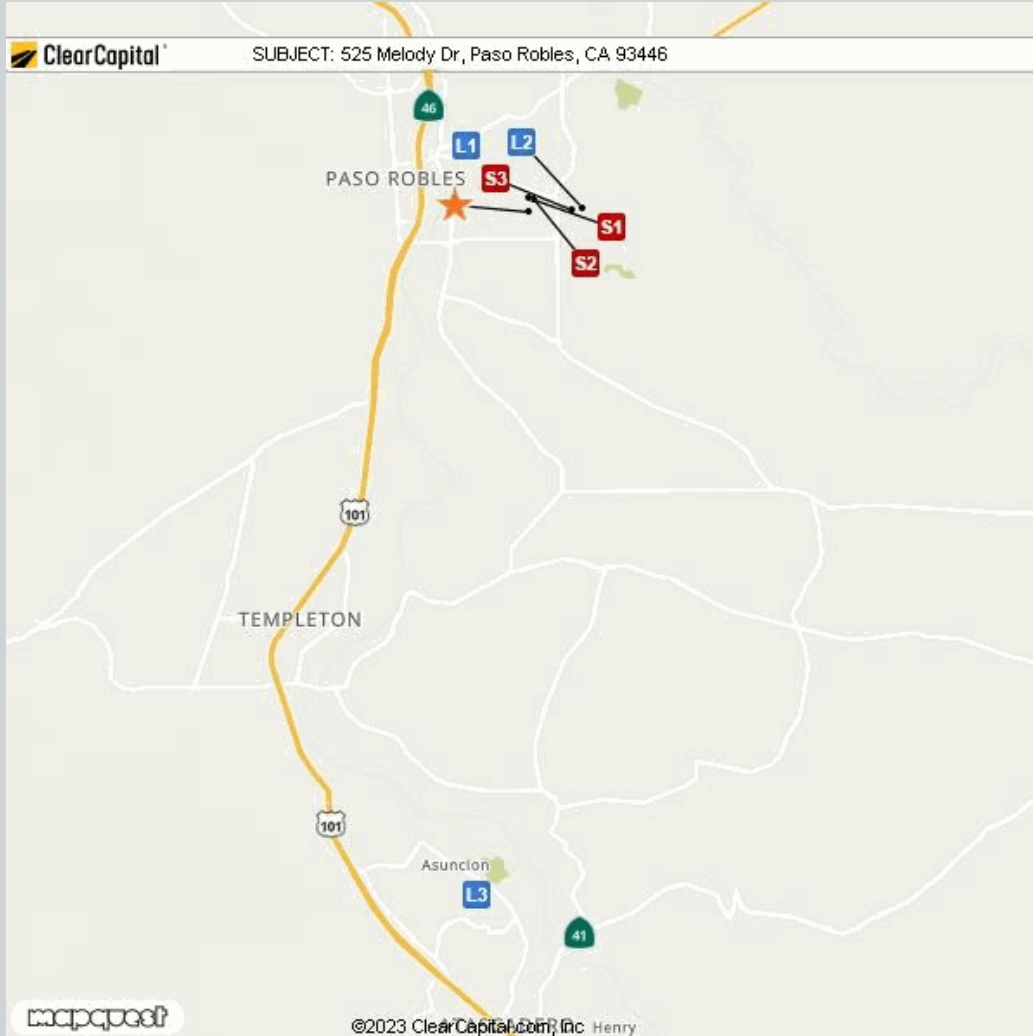 ClearCapital
SUBJECT: 525 Melody Dr, Paso Robles, CA 93446
46
L1
L2
PASO ROBLES
S3
S1
S2
101
TEMPLETON
101
Asuncion
L3
41
mapquest
©2023 ClearCapital.com, Inc
ATASCADERO
Henry